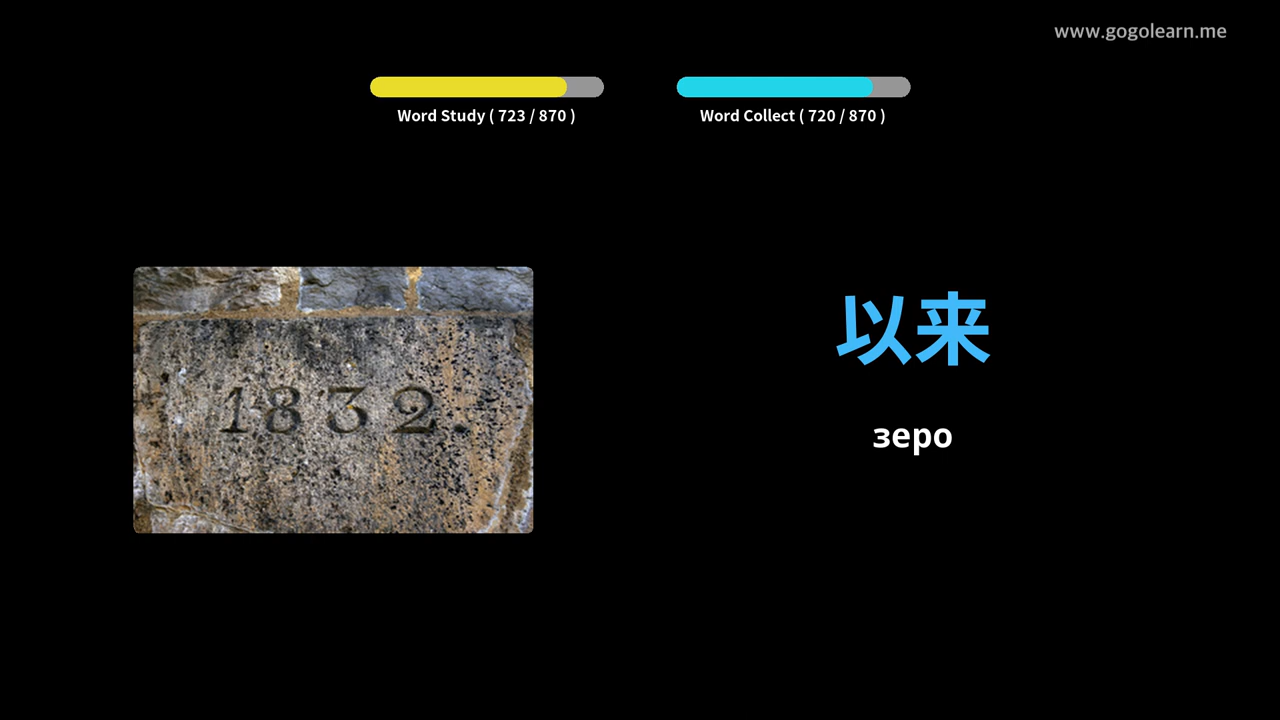 www.gogolearn.me
Word Study ( 723 / 870 )
Word Collect ( 720 / 870 )
1832.
以来
зеро